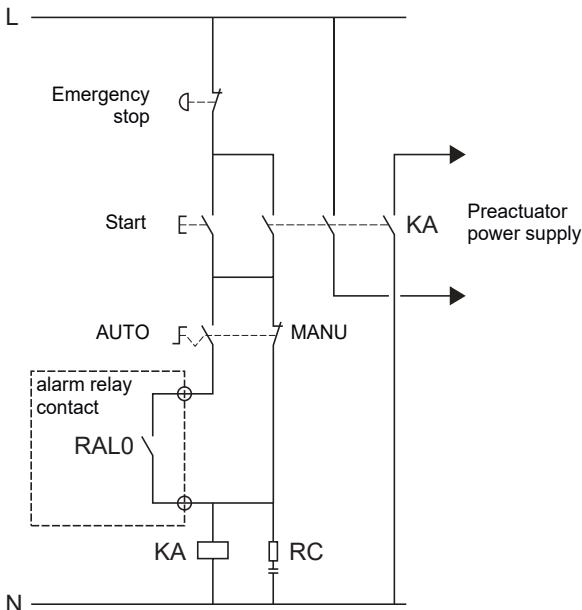 L
Emergency
stop
Start
KA
Preactuator
power supply
AUTO
MANU
alarm relay
contact
RAL0
KA
RC
N